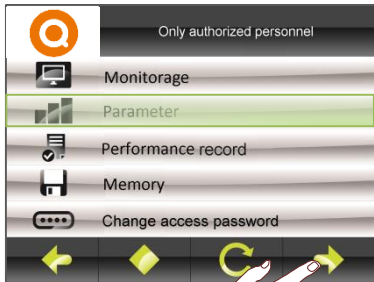 Only authorized personnel
Monitorage
Parameter
Performance record
Memory
Change access password